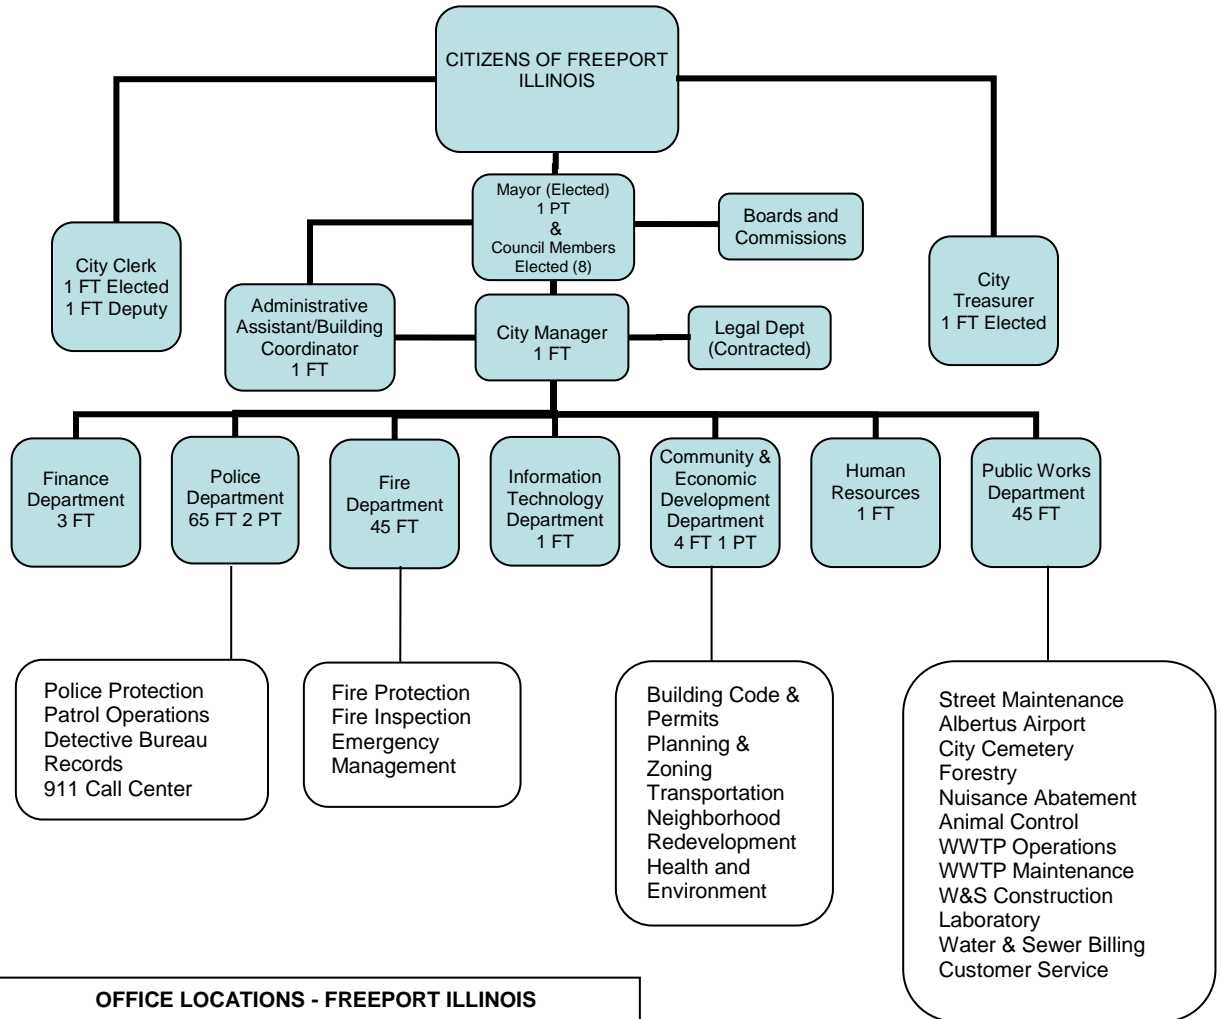 CITIZENS OF FREEPORT
ILLINOIS
Mayor (Elected)
1 PT
&
Council Members
Elected (8)
Boards and
Commissions
City Clerk
1 FT Elected
1 FT Deputy
City
Treasurer
1 FT Elected
Administrative
Assistant/Building
Coordinator
1 FT
City Manager
1 FT
Legal Dept
(Contracted)
Finance
Department
3 FT
Police
Department
65 FT 2 PT
Fire
Department
45 FT
Information
Technology
Department
1 FT
Community &
Economic
Development
Department
4 FT 1 PT
Human
Resources
1 FT
Public Works
Department
45 FT
Police Protection
Patrol Operations
Detective Bureau
Records
911 Call Center
Fire Protection
Fire Inspection
Emergency
Management
Building Code &
Permits
Planning &
Zoning
Transportation
Neighborhood
Redevelopment
Health and
Environment
Street Maintenance
Albertus Airport
City Cemetery
Forestry
Nuisance Abatement
Animal Control
WWTP Operations
WWTP Maintenance
W&S Construction
Laboratory
Water & Sewer Billing
Customer Service
OFFICE LOCATIONS - FREEPORT ILLINOIS